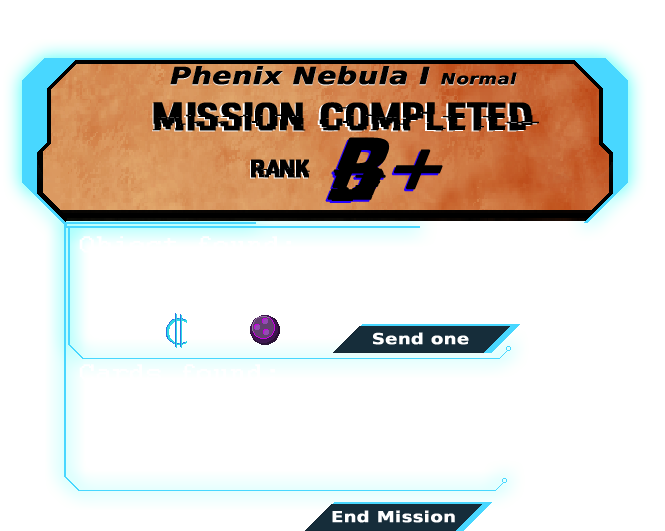 Phenix Nebula I Normal
MISSION COMPLETED
RANK B+
Send one
End Mission